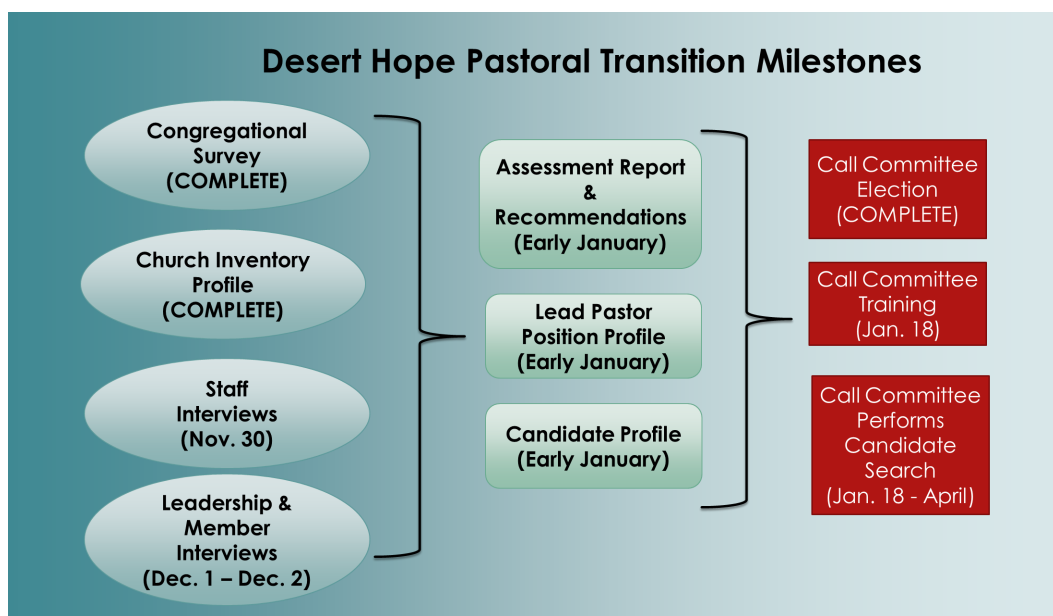 Desert Hope Pastoral Transition Milestones
Congregational
Survey
(COMPLETE)
Church Inventory
Profile
(COMPLETE)
Staff
Interviews
(Nov. 30)
Leadership &
Member
Interviews
(Dec. 1 – Dec. 2)
Assessment Report
&
Recommendations
(Early January)
Lead Pastor
Position Profile
(Early January)
Candidate Profile
(Early January)
Call Committee
Election
(COMPLETE)
Call Committee
Training
(Jan. 18)
Call Committee
Performs
Candidate
Search
(Jan. 18 - April)